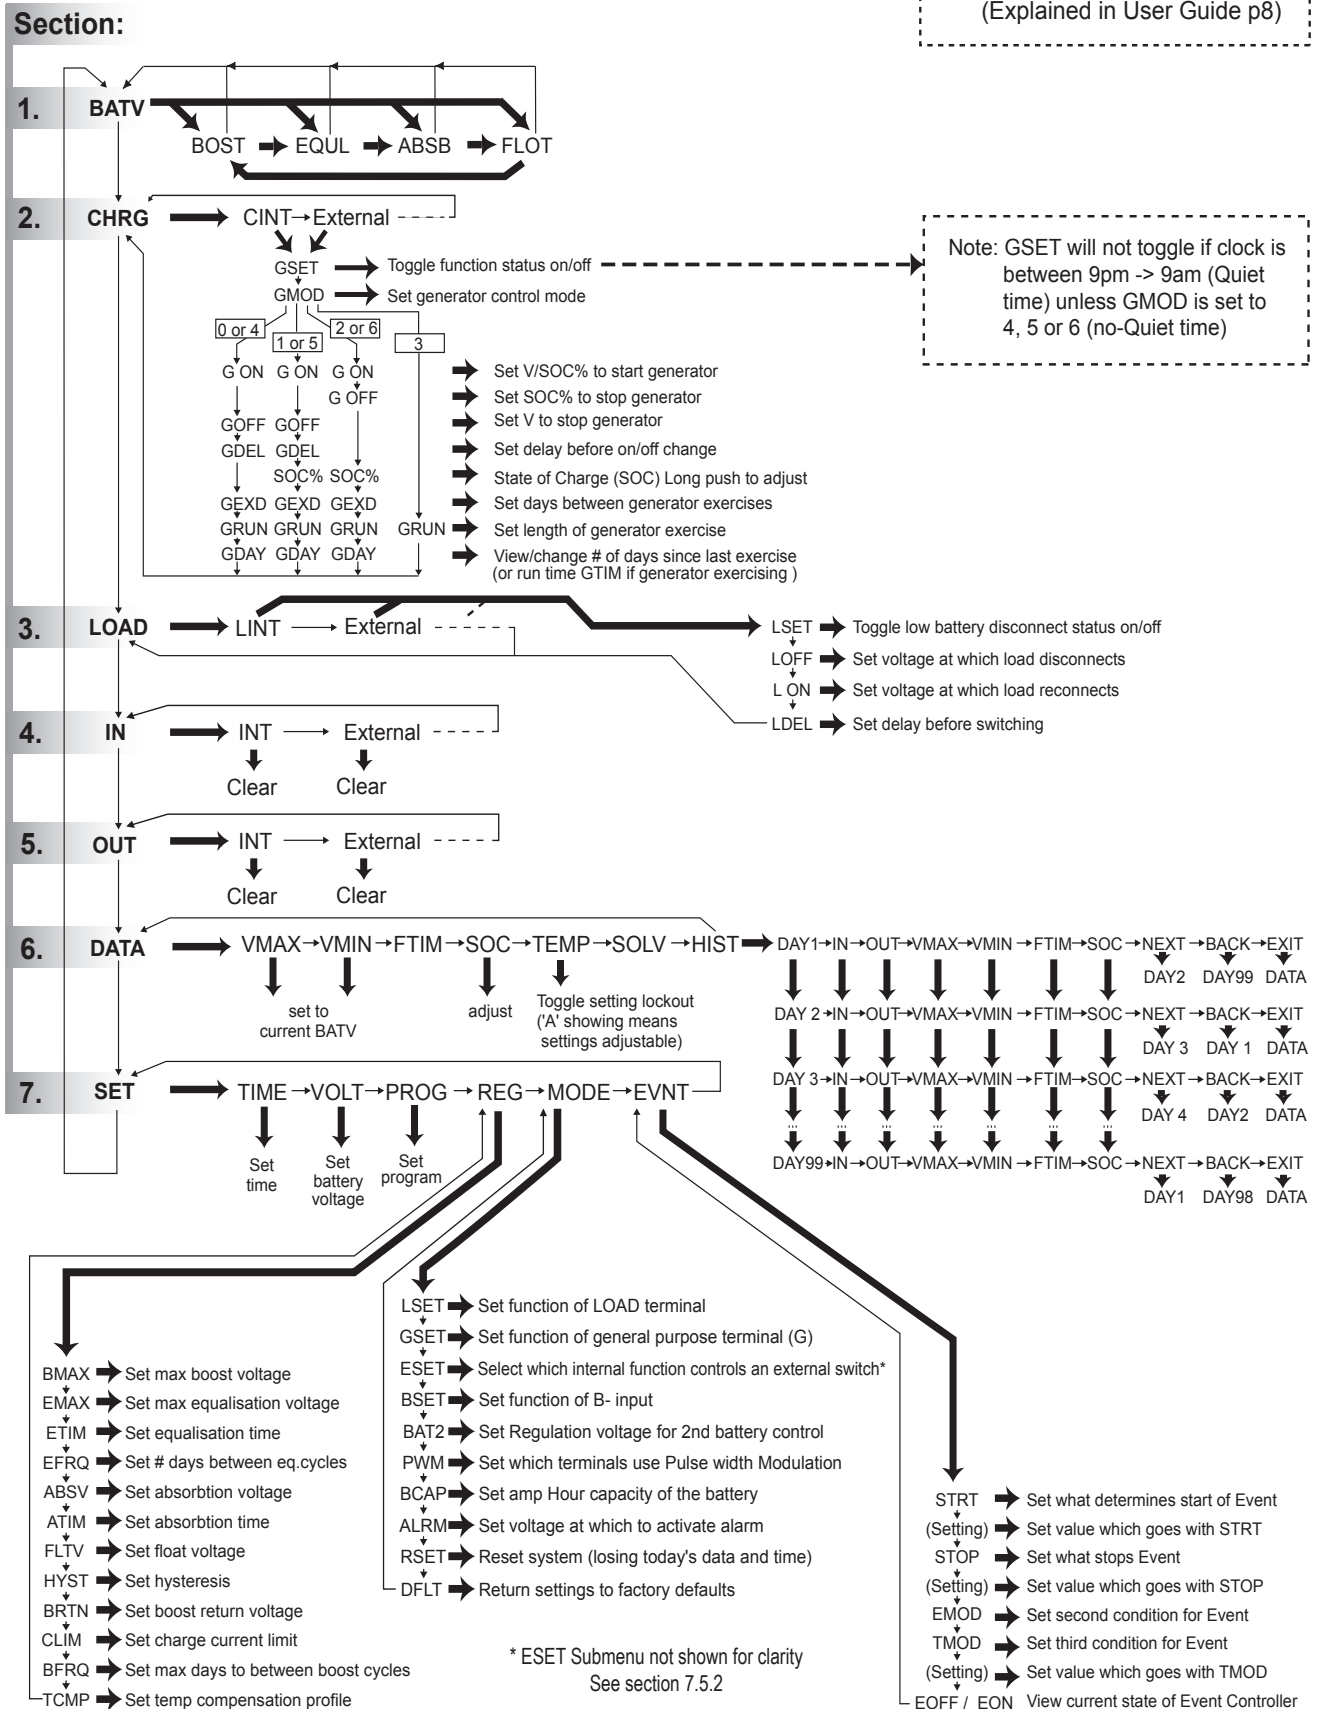 (Explained in User Guide p8)
Section:
1. BATV
BOST EQUL ABSB FLOT
2. CHRG CINT External
GSET Toggle function status on/off
GMOD Set generator control mode
Note: GSET will not toggle if clock is
between 9pm -> 9am (Quiet
time) unless GMOD is set to
4, 5 or 6 (no-Quiet time)
0 or 4 1 or 5 2 or 6 3
G ON G ON G ON Set V/SOC% to start generator
G OFF Set SOC% to stop generator
GOFF GOFF Set V to stop generator
GDEL GDEL Set delay before on/off change
SOC% SOC% State of Charge (SOC) Long push to adjust
GEXD GEXD GEXD Set days between generator exercises
GRUN GRUN GRUN GRUN Set length of generator exercise
GDAY GDAY GDAY View/change # of days since last exercise
(or run time GTIM if generator exercising )
3. LOAD LINT External
LSET Toggle low battery disconnect status on/off
LOFF Set voltage at which load disconnects
L ON Set voltage at which load reconnects
LDEL Set delay before switching
4. IN INT External
Clear Clear
5. OUT INT External
Clear Clear
6. DATA VMAX VMIN FTIM SOC TEMP SOLV HIST
set to
current BATV
adjust
Toggle setting lockout
('A' showing means
settings adjustable)
DAY1 IN OUT VMAX VMIN FTIM SOC NEXT BACK EXIT
DAY2 DAY99 DATA
DAY 2 IN OUT VMAX VMIN FTIM SOC NEXT BACK EXIT
DAY 3 DAY 1 DATA
DAY 3 IN OUT VMAX VMIN FTIM SOC NEXT BACK EXIT
DAY 4 DAY2 DATA
... ... ... ... ... ... ...
DAY99 IN OUT VMAX VMIN FTIM SOC NEXT BACK EXIT
DAY1 DAY98 DATA
7. SET TIME VOLT PROG REG MODE EVNT
Set
time
Set
battery
voltage
Set
program
BMAX Set max boost voltage
EMAX Set max equalisation voltage
ETIM Set equalisation time
EFRQ Set # days between eq.cycles
ABSV Set absorbtion voltage
ATIM Set absorbtion time
FLTV Set float voltage
HYST Set hysteresis
BRTN Set boost return voltage
CLIM Set charge current limit
BFRQ Set max days to between boost cycles
TCMP Set temp compensation profile
LSET Set function of LOAD terminal
GSET Set function of general purpose terminal (G)
ESET Select which internal function controls an external switch*
BSET Set function of B- input
BAT2 Set Regulation voltage for 2nd battery control
PWM Set which terminals use Pulse width Modulation
BCAP Set amp Hour capacity of the battery
ALRM Set voltage at which to activate alarm
RSET Reset system (losing today's data and time)
DFLT Return settings to factory defaults
* ESET Submenu not shown for clarity
See section 7.5.2
STRT Set what determines start of Event
(Setting) Set value which goes with STRT
STOP Set what stops Event
(Setting) Set value which goes with STOP
EMOD Set second condition for Event
TMOD Set third condition for Event
(Setting) Set value which goes with TMOD
EOFF / EON View current state of Event Controller